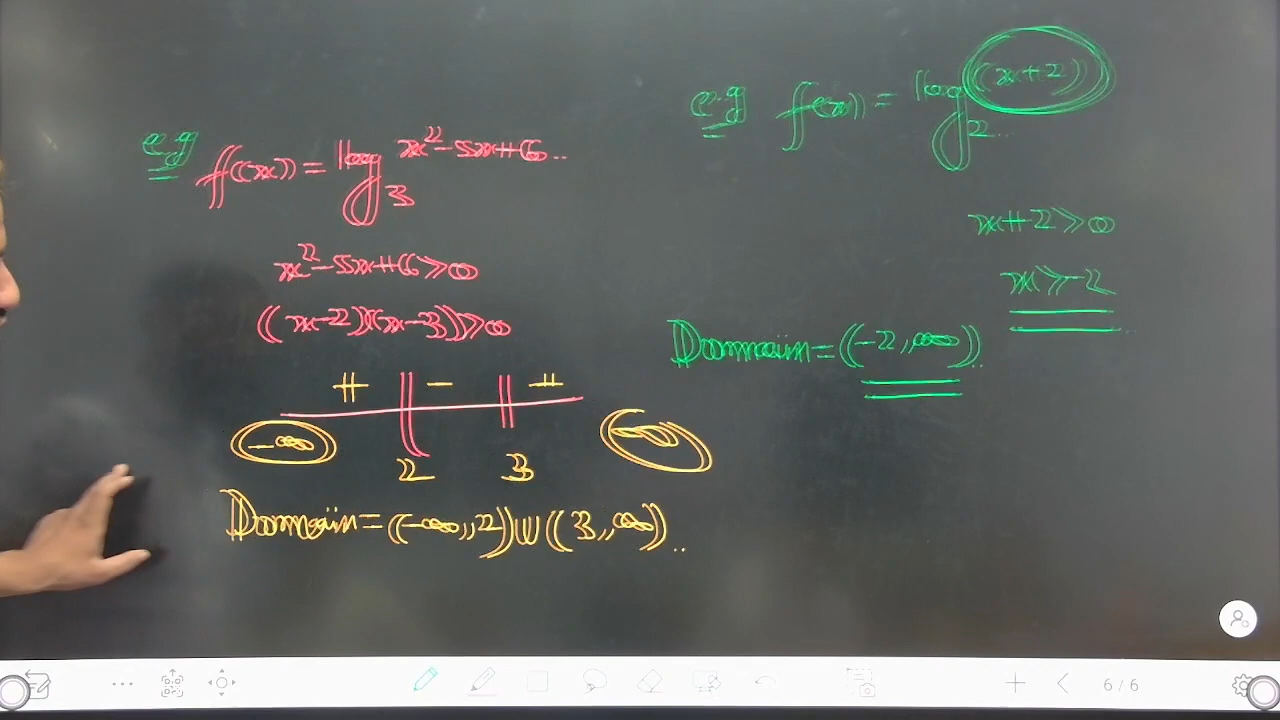 e.g f(x) = log₃ x²-5x+6
x²-5x+6>0
(x-2)(x-3)>0
+ - +
-∞ 2 3 ∞
Domain = (-∞,2)∪(3,∞)
e.g f(x) = log₂ (x+2)
x+2>0
x>-2
Domain = (-2,∞)
6/6